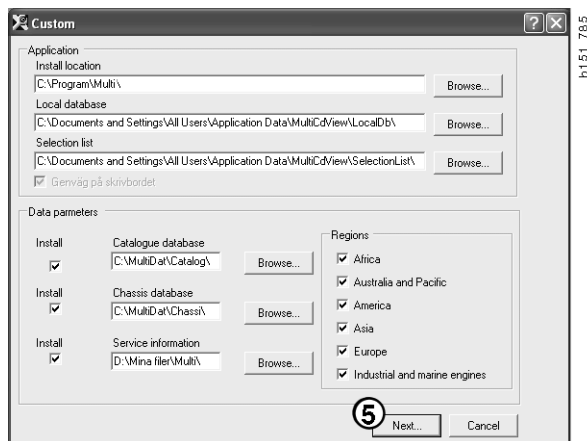 Custom
b151 785
Application
Install location
C:\Program\Multi\
Browse...
Local database
C:\Documents and Settings\All Users\Application Data\MultiCdView\LocalDb\
Browse...
Selection list
C:\Documents and Settings\All Users\Application Data\MultiCdView\SelectionList\
Browse...
Genväg på skrivbordet
Data parmeters
Install
Catalogue database
C:\MultiDat\Catalog\
Browse...
Install
Chassis database
C:\MultiDat\Chassi\
Browse...
Install
Service information
D:\Mina filer\Multi\
Browse...
Regions
Africa
Australia and Pacific
America
Asia
Europe
Industrial and marine engines
5
Next...
Cancel